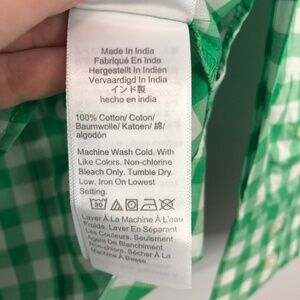 Made In India
Fabriqué En Inde
Hergestellt In Indien
Vervaardigd In India
インド製
hecho en india
100% Cotton/ Coton/
Baumwolle/ Katoen/ 綿/
algodón
Machine Wash Cold. With
Like Colors. Non-chlorine
Bleach Only. Tumble Dry
Low. Iron On Lowest
Setting.
30
Laver À La Machine À L'eau
Froide. Laver En Séparant
Les Couleurs. Seulement
Agent De Blanchiment
Non-chlore. Sécher À La
Machine À Basse